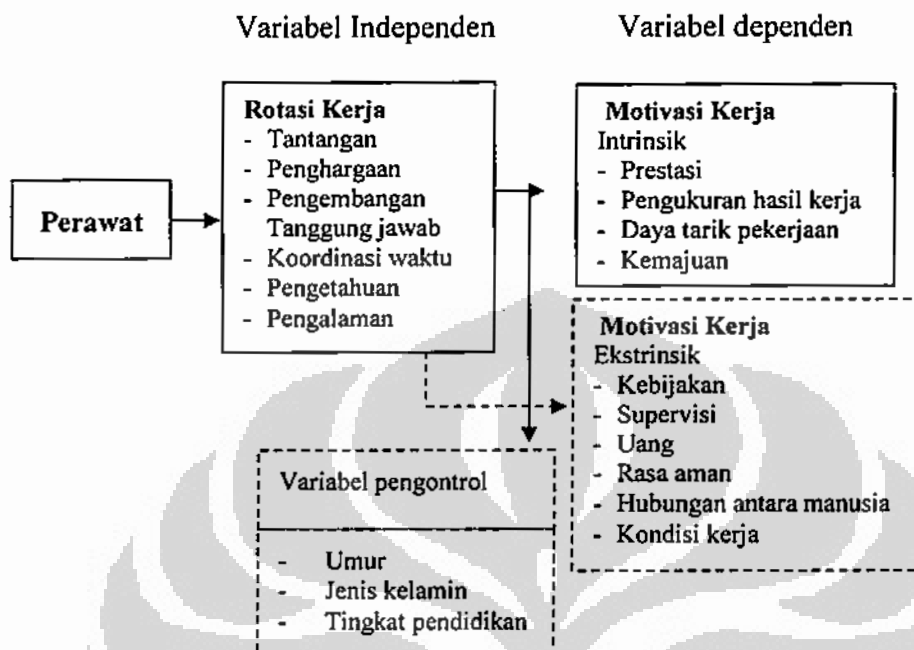 Variabel Independen
Variabel dependen
Perawat
Rotasi Kerja
- Tantangan
- Penghargaan
- Pengembangan
Tanggung jawab
- Koordinasi waktu
- Pengetahuan
- Pengalaman
Motivasi Kerja
Intrinsik
- Prestasi
- Pengukuran hasil kerja
- Daya tarik pekerjaan
- Kemajuan
Motivasi Kerja
Ekstrinsik
- Kebijakan
- Supervisi
- Uang
- Rasa aman
- Hubungan antara manusia
- Kondisi kerja
Variabel pengontrol
- Umur
- Jenis kelamin
- Tingkat pendidikan